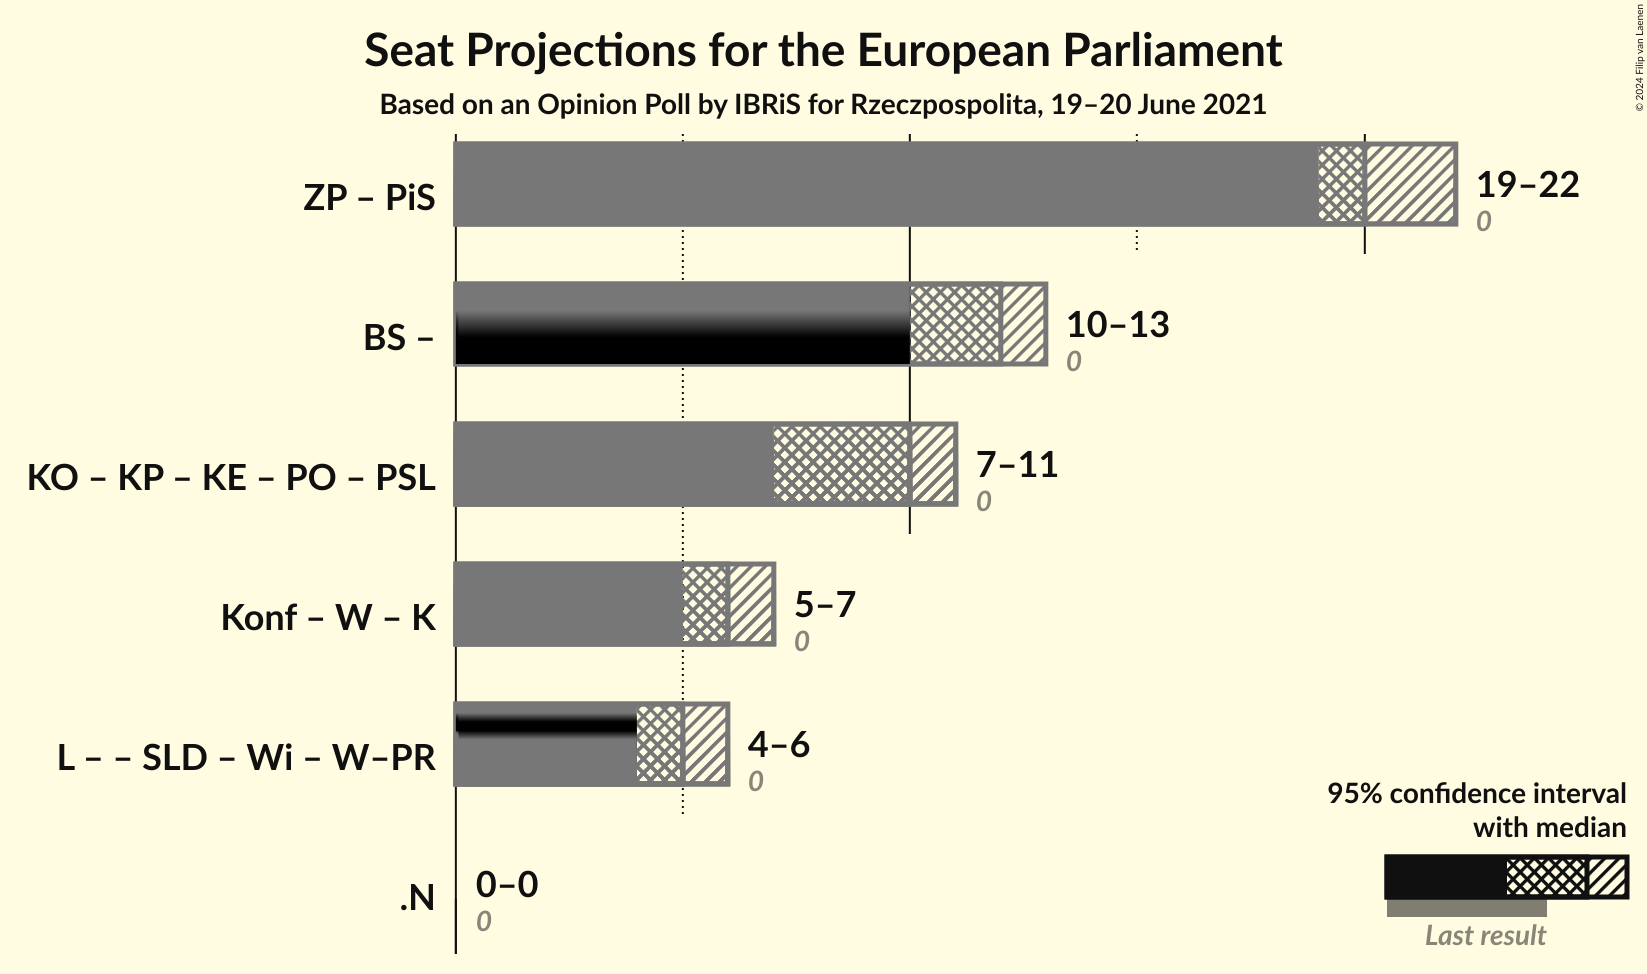 Seat Projections for the European Parliament
Based on an Opinion Poll by IBRiS for Rzeczpospolita, 19–20 June 2021
© 2024 Filip van Laenen
ZP – PiS
19–22
0
BS –
10–13
0
KO – KP – KE – PO – PSL
7–11
0
Konf – W – K
5–7
0
L – – SLD – Wi – W–PR
4–6
0
.N
0–0
0
95% confidence interval
with median
Last result